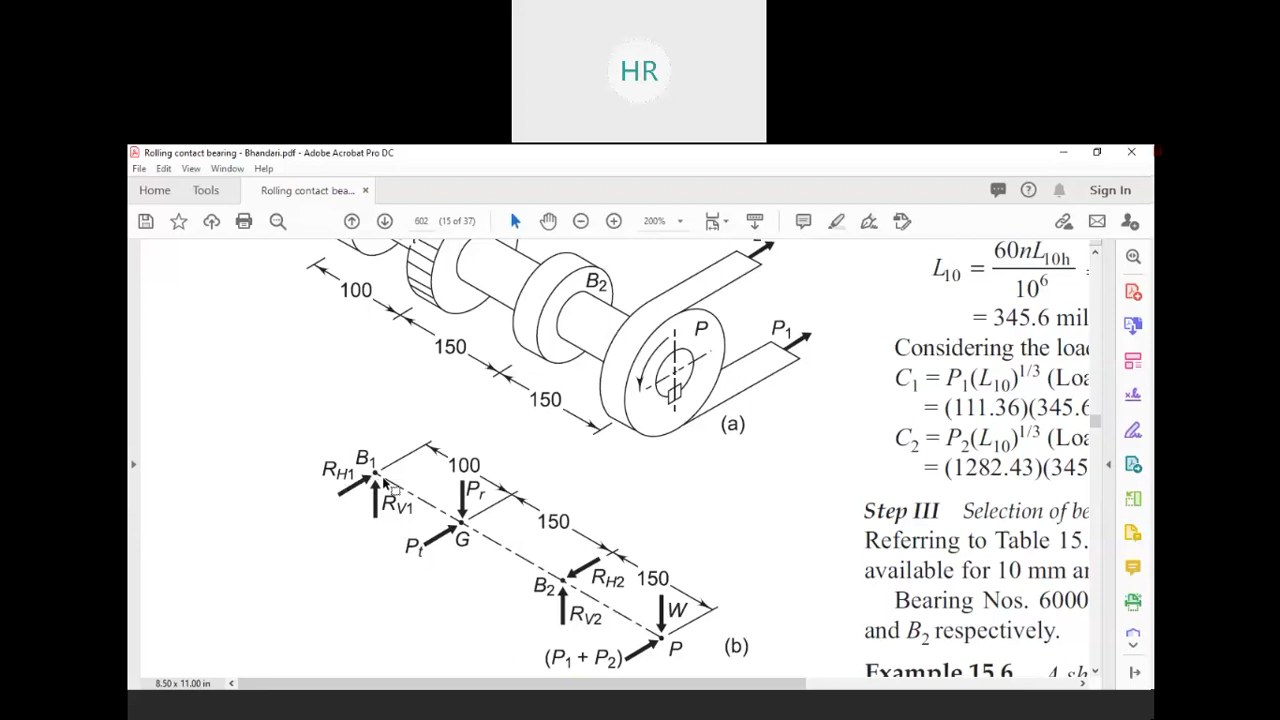 HR
Rolling contact bearing - Bhandari.pdf - Adobe Acrobat Pro DC
File Edit View Window Help
Home Tools Rolling contact bea... × Sign In
602 (15 of 37) 200%
B2
P
P1
100
150
150
(a)
B1
RH1
RV1
100
Pr
Pt
G
150
B2
RH2
RV2
150
W
(P1 + P2)
P
(b)
L10 = 60nL10h / 10^6 =
= 345.6 mil
Considering the loa
C1 = P1(L10)^1/3 (Loa
= (111.36)(345.6
C2 = P2(L10)^1/3 (Loa
= (1282.43)(345
Step III Selection of be
Referring to Table 15.
available for 10 mm an
Bearing Nos. 6000
and B2 respectively.
Example 15.6 A sh
8.50 x 11.00 in